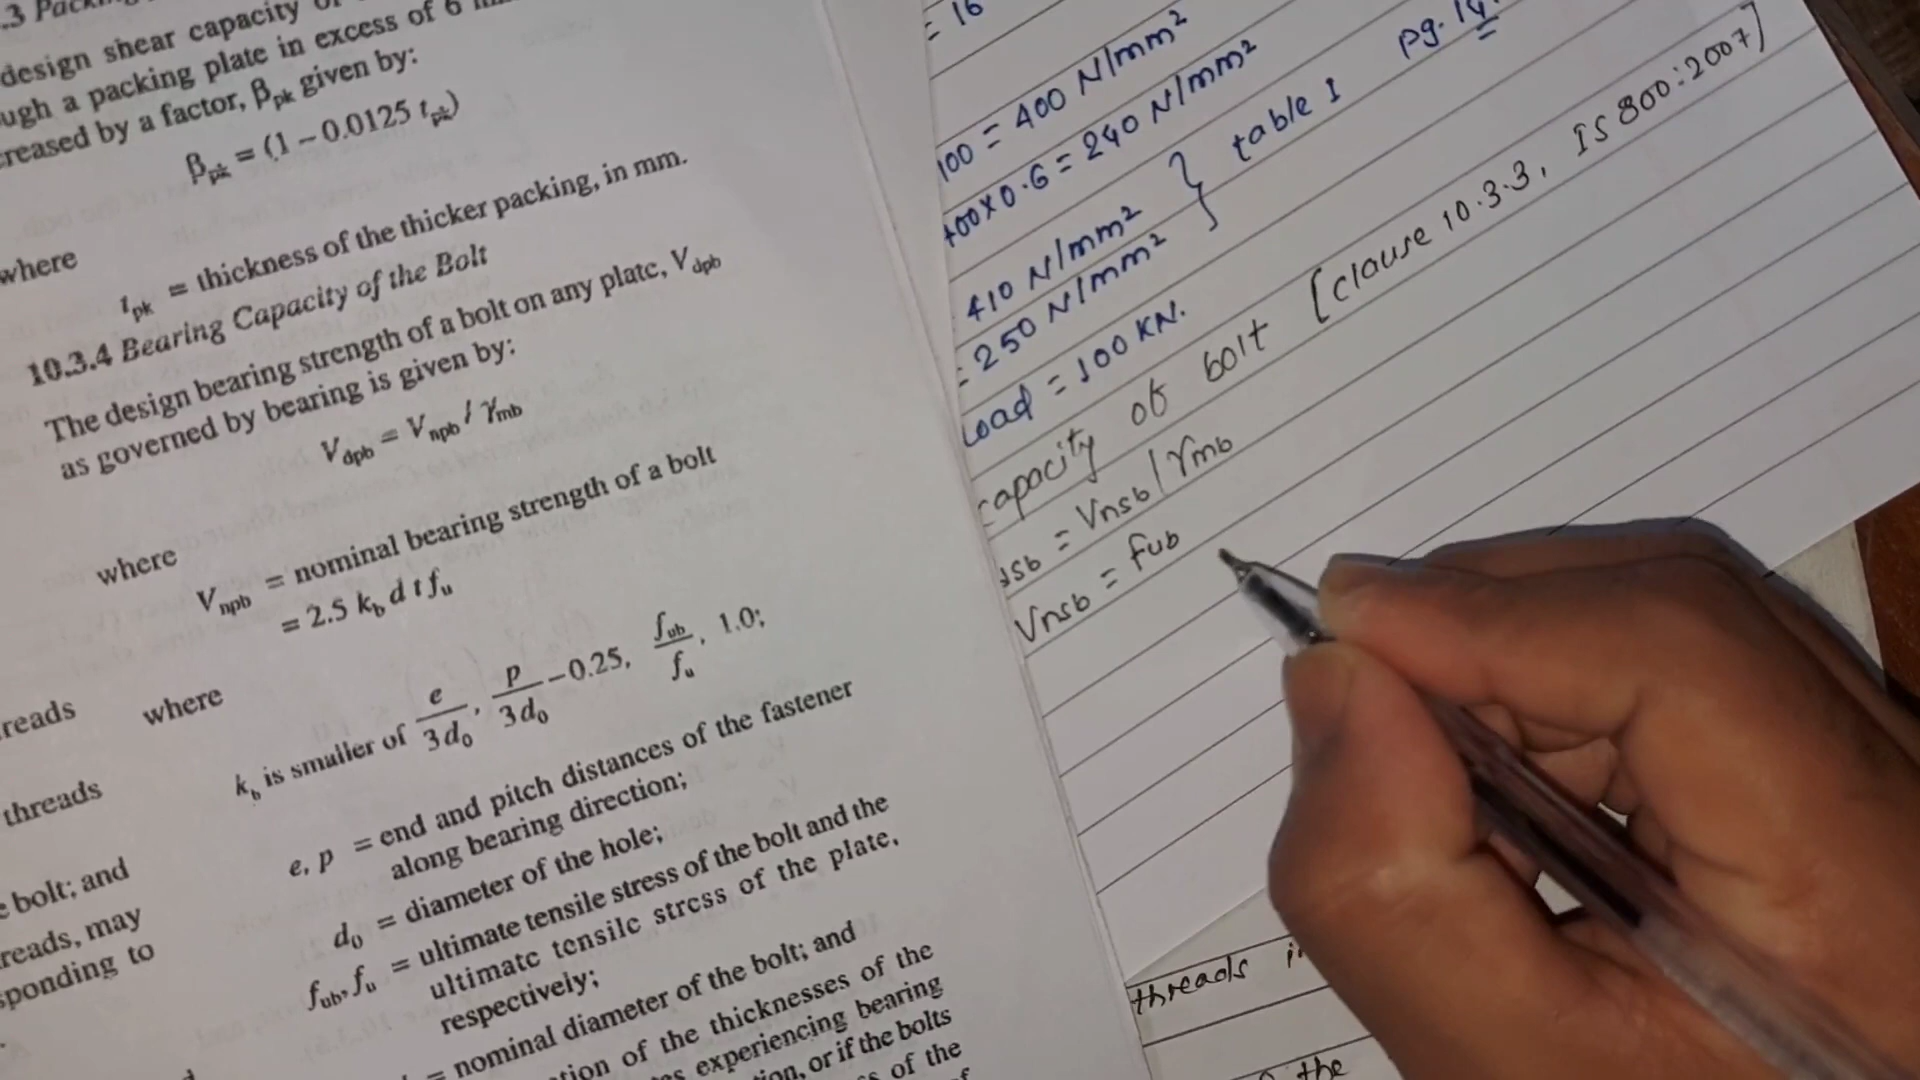 .3
design shear capacity of
ugh a packing plate in excess of 6
creased by a factor, βpk given by:
βpk = (1 – 0.0125 tpk)
where
tpk = thickness of the thicker packing, in mm.
10.3.4 Bearing Capacity of the Bolt
The design bearing strength of a bolt on any plate, Vdpb
as governed by bearing is given by:
Vdpb = Vnpb / γmb
where
Vnpb = nominal bearing strength of a bolt
= 2.5 kb d t fu
where
kb is smaller of e/3d0, p/3d0 – 0.25, fub/fu, 1.0;
e, p = end and pitch distances of the fastener
along bearing direction;
d0 = diameter of the hole;
fub, fu = ultimate tensile stress of the bolt and the
ultimate tensile stress of the plate,
respectively;
= nominal diameter of the bolt; and
tion of the thicknesses of the
es experiencing bearing
tion, or if the bolts
s of the
reads
threads
e bolt; and
reads, may
sponding to
= 16
100 = 400 N/mm²
400×0.6 = 240 N/mm²
410 N/mm²
= 250 N/mm² } table 1 pg.
Load = 100 KN.
capacity of bolt [clause 10.3.3, IS 800:2007]
dsb = Vnsb / γmb
Vnsb = fub
threads
the